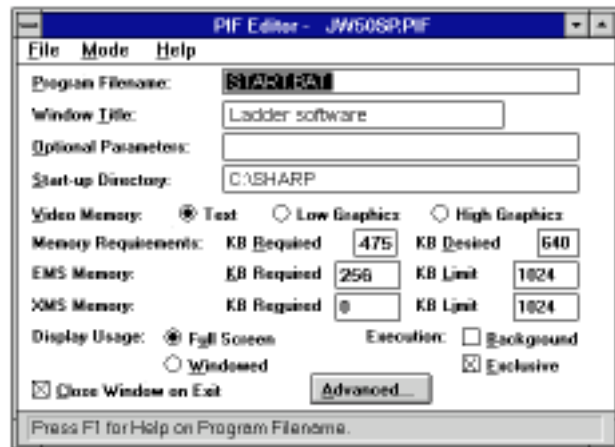 PIF Editor - JW50SP.PIF
File Mode Help
Program Filename: START.BAT
Window Title: Ladder software
Optional Parameters:
Start-up Directory: C:\SHARP
Video Memory: Text Low Graphics High Graphics
Memory Requirements: KB Required 475 KB Desired 640
EMS Memory: KB Required 256 KB Limit 1024
XMS Memory: KB Required 0 KB Limit 1024
Display Usage: Full Screen Execution: Background
Windowed Exclusive
Close Window on Exit Advanced...
Press F1 for Help on Program Filename.